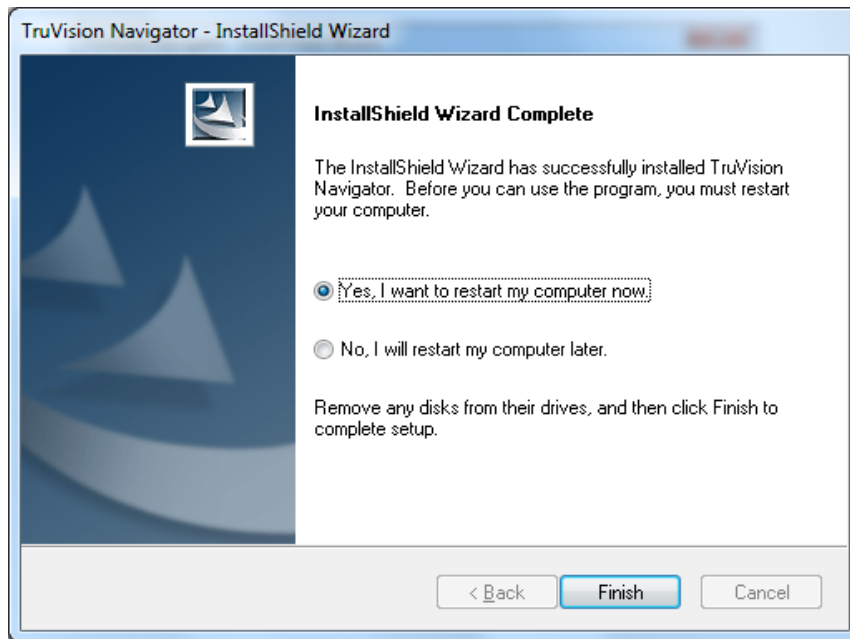 TruVision Navigator - InstallShield Wizard
InstallShield Wizard Complete
The InstallShield Wizard has successfully installed TruVision
Navigator. Before you can use the program, you must restart
your computer.
Yes, I want to restart my computer now.
No, I will restart my computer later.
Remove any disks from their drives, and then click Finish to
complete setup.
< Back
Finish
Cancel